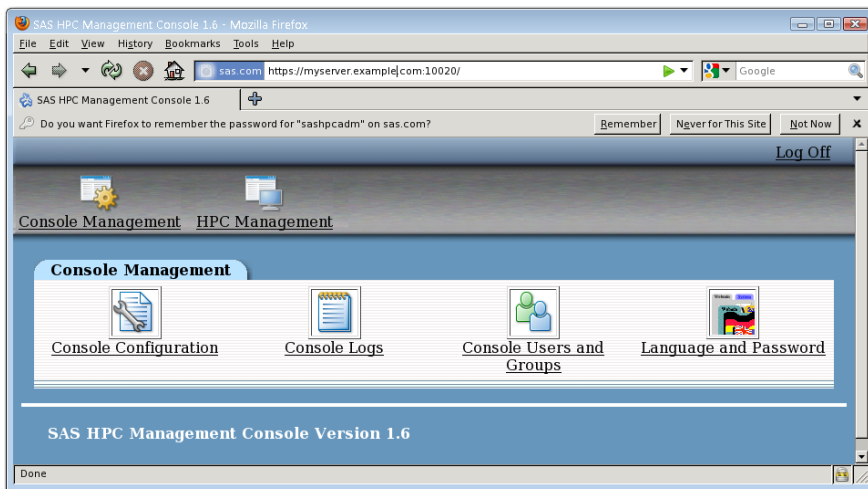 SAS HPC Management Console 1.6 - Mozilla Firefox
File Edit View History Bookmarks Tools Help
sas.com https://myserver.example.com:10020/ Google
SAS HPC Management Console 1.6
Do you want Firefox to remember the password for "sashpcadm" on sas.com? Remember Never for This Site Not Now
Log Off
Console Management HPC Management
Console Management
Console Configuration Console Logs Console Users and Groups Language and Password
SAS HPC Management Console Version 1.6
Done